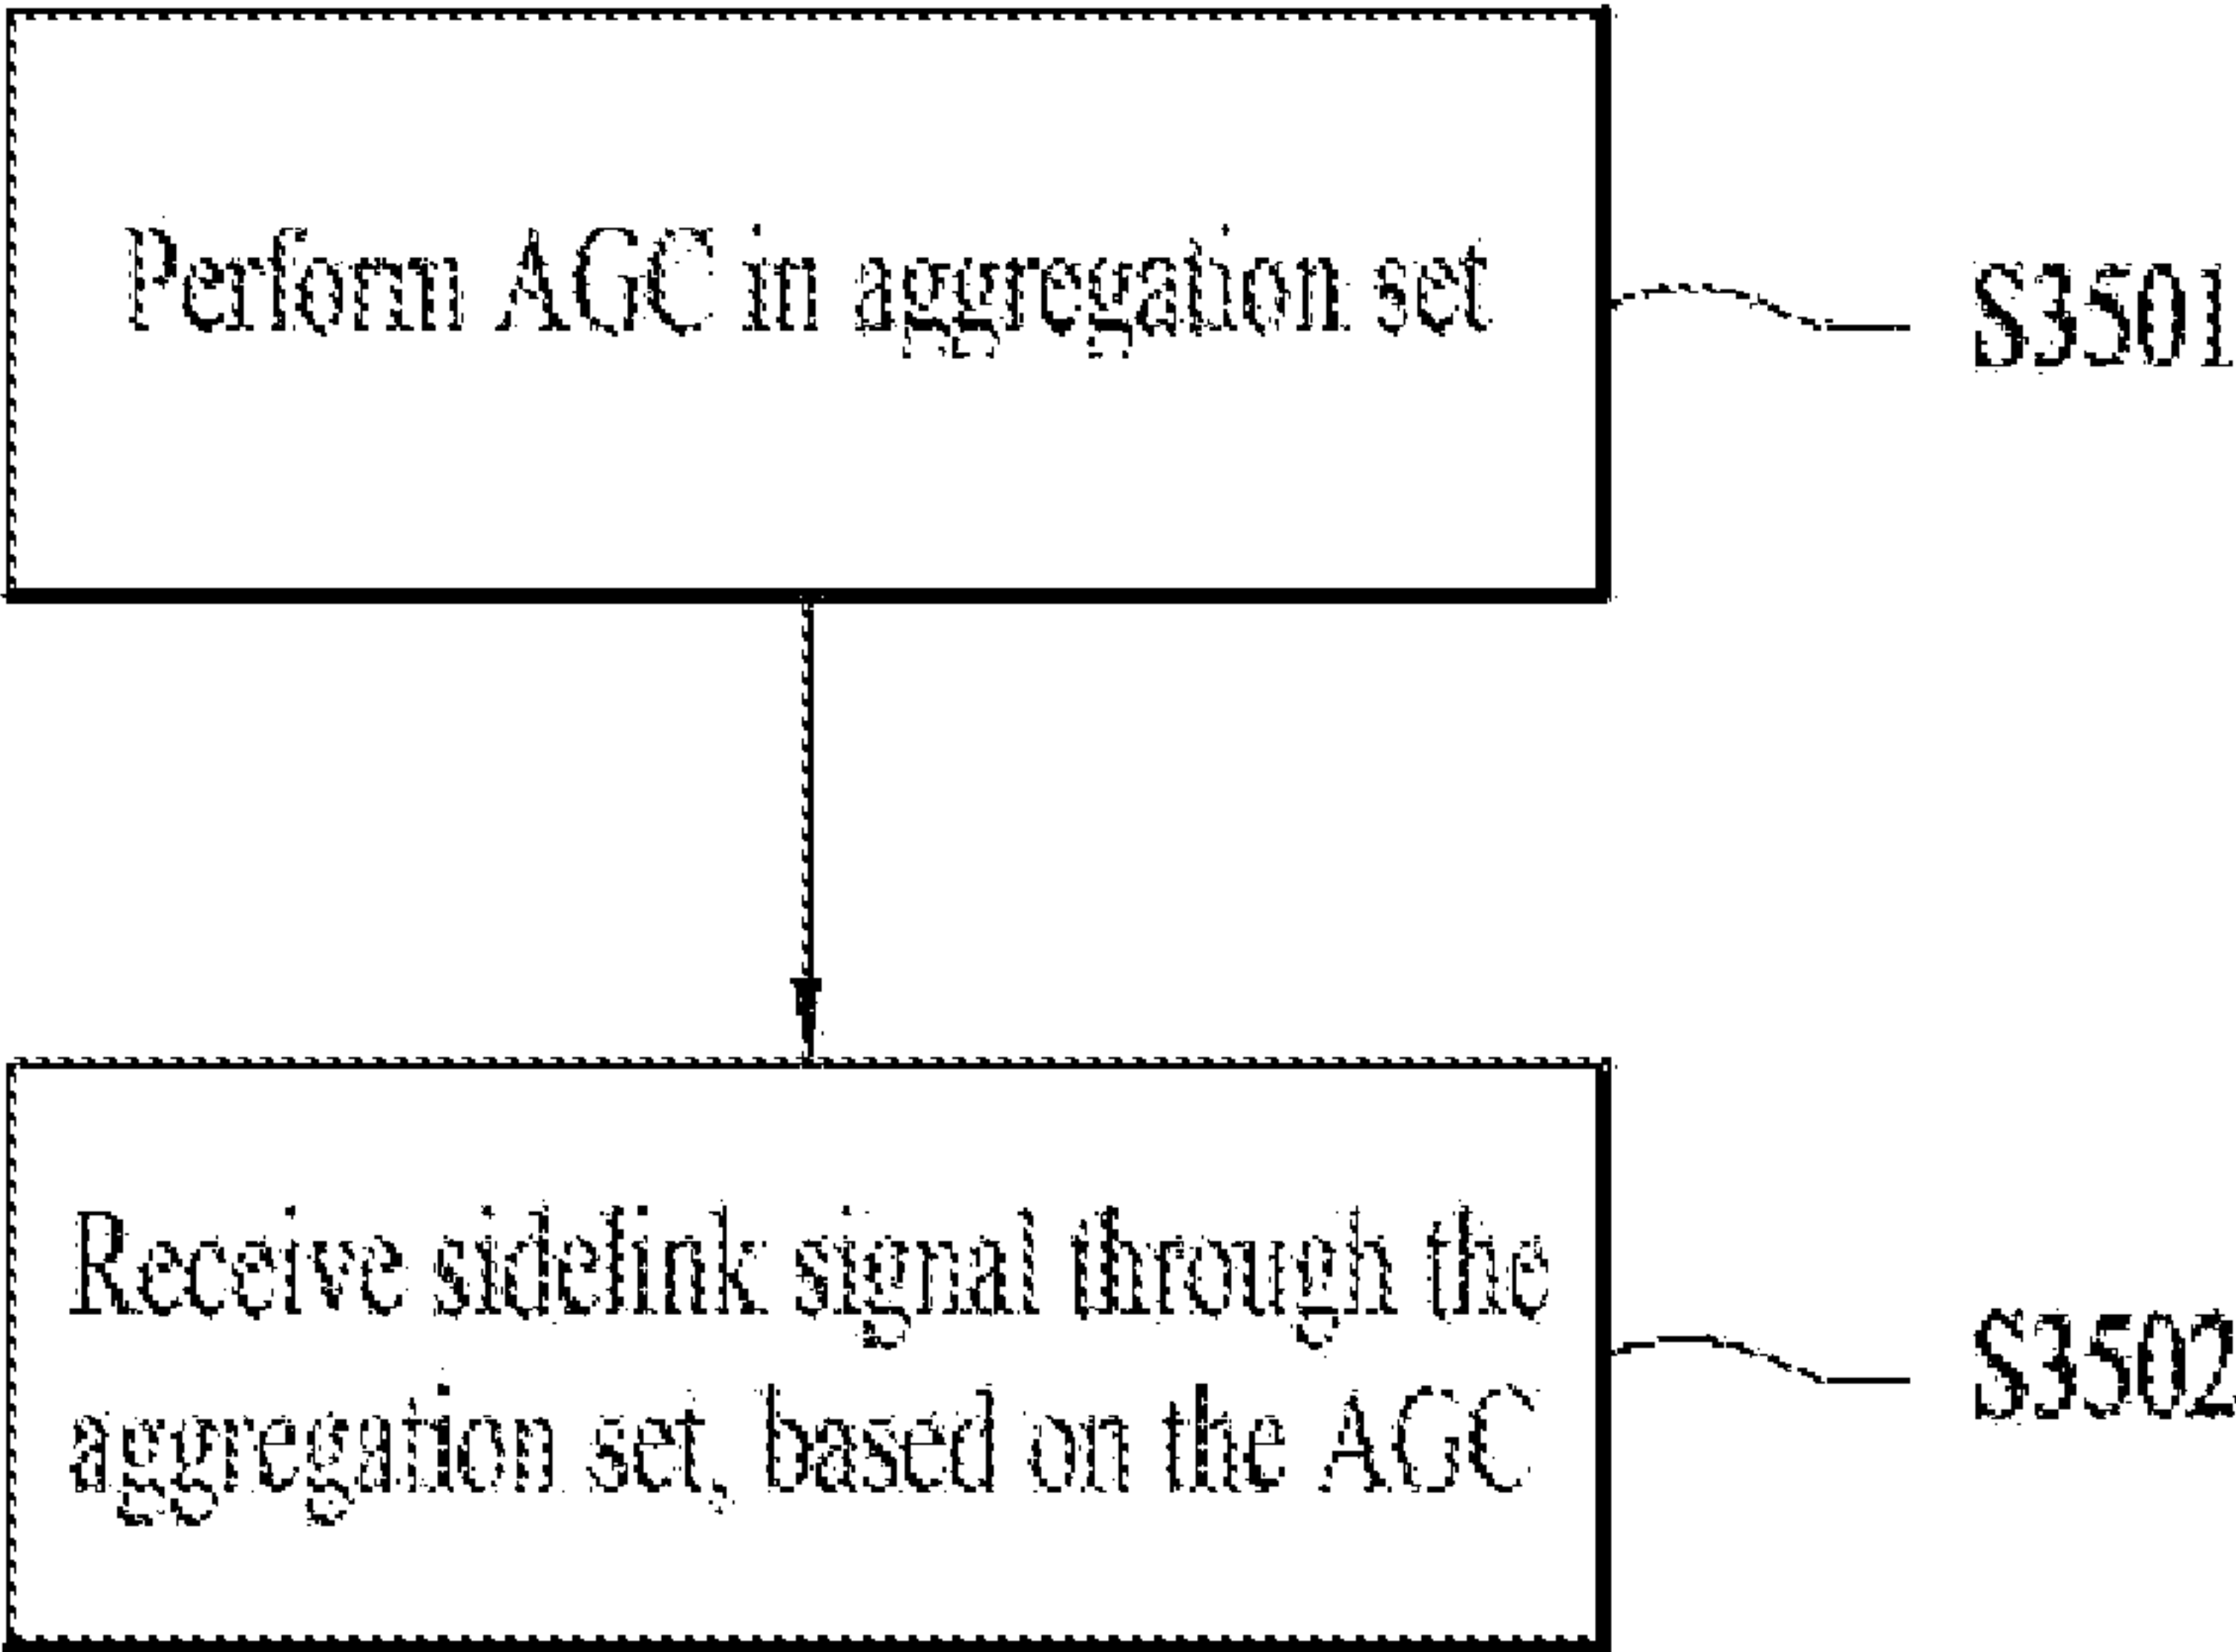 Perform AGC in aggregation set
S3501
Receive sidelink signal through the
aggregation set, based on the AGC
S3502